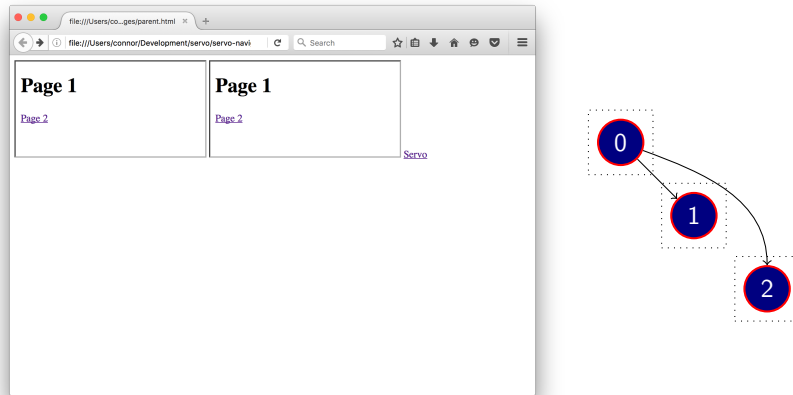 file:///Users/co...ges/parent.html
file:///Users/connor/Development/servo/servo-navi
Search
Page 1
Page 2
Page 1
Page 2
Servo
0
1
2